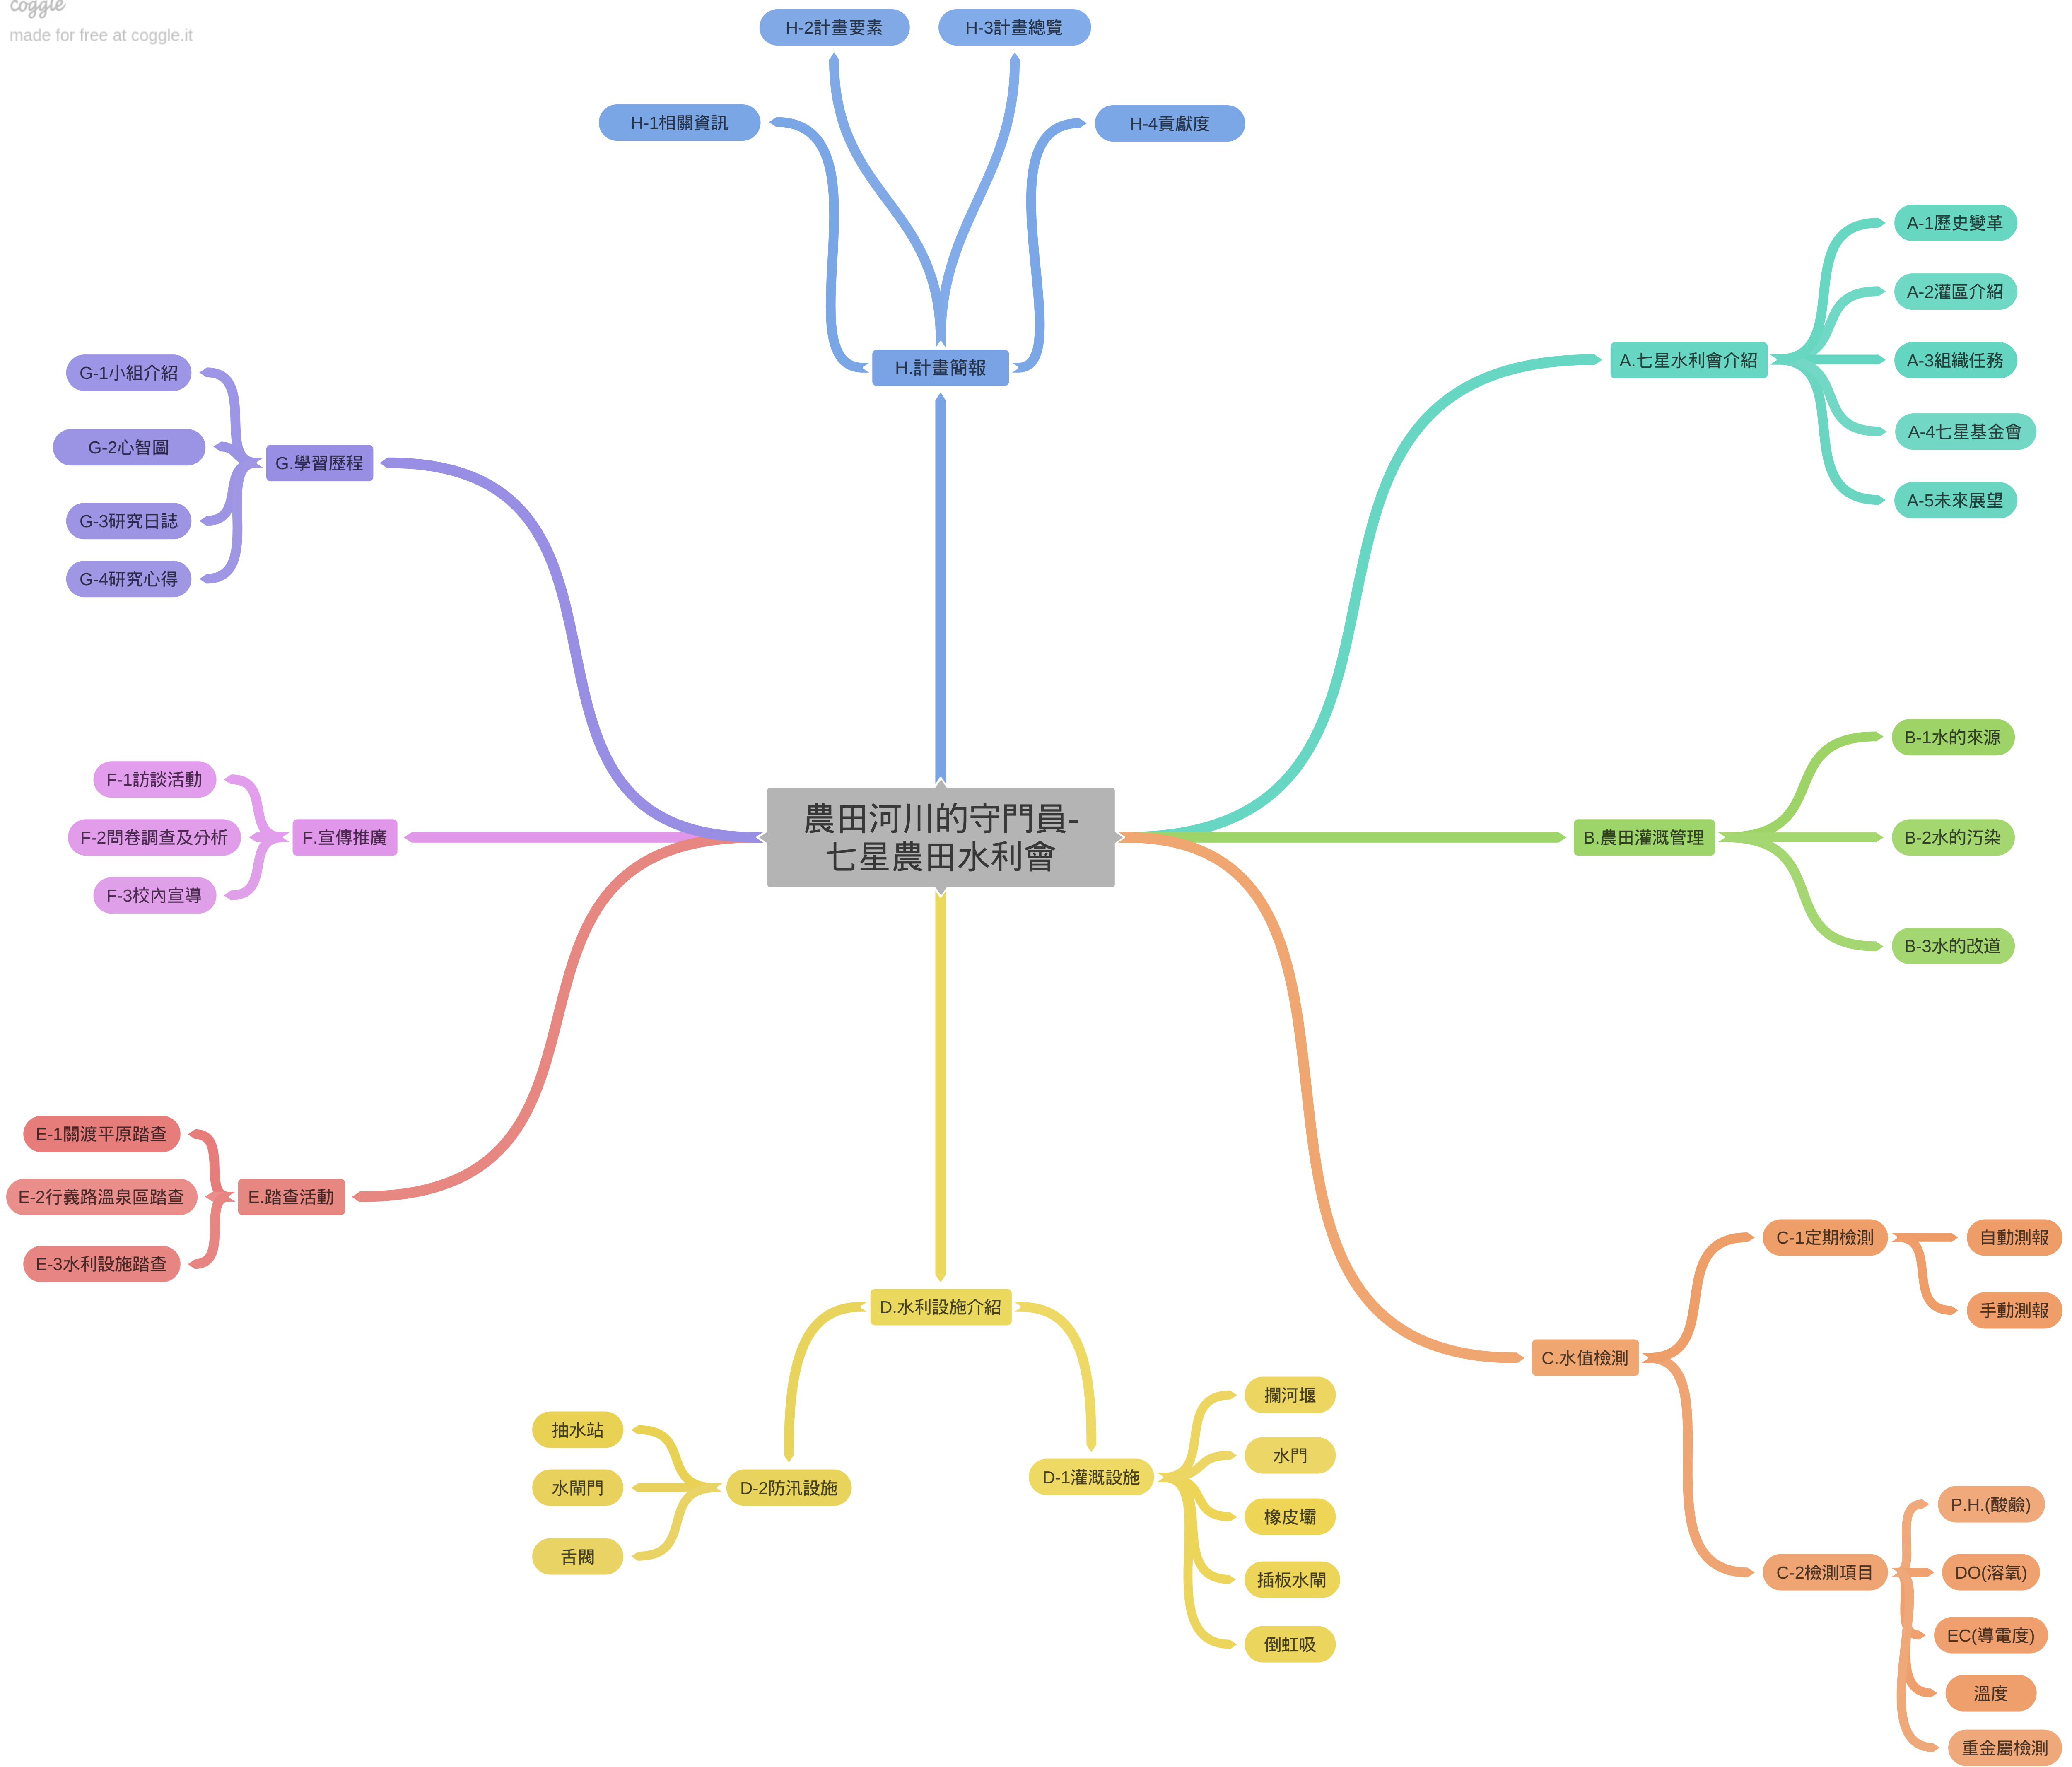 coggle
made for free at coggle.it
H-2計畫要素
H-3計畫總覽
H-1相關資訊
H-4貢獻度
H.計畫簡報
A.七星水利會介紹
A-1歷史變革
A-2灌區介紹
A-3組織任務
A-4七星基金會
A-5未來展望
G.學習歷程
G-1小組介紹
G-2心智圖
G-3研究日誌
G-4研究心得
農田河川的守門員-
七星農田水利會
B.農田灌溉管理
B-1水的來源
B-2水的汚染
B-3水的改道
F.宣傳推廣
F-1訪談活動
F-2問卷調查及分析
F-3校內宣導
E.踏查活動
E-1關渡平原踏查
E-2行義路溫泉區踏查
E-3水利設施踏查
D.水利設施介紹
D-2防汛設施
抽水站
水閘門
舌閥
D-1灌溉設施
攔河堰
水門
橡皮壩
插板水閘
倒虹吸
C.水值檢測
C-1定期檢測
自動測報
手動測報
C-2檢測項目
P.H.(酸鹼)
DO(溶氧)
EC(導電度)
溫度
重金屬檢測